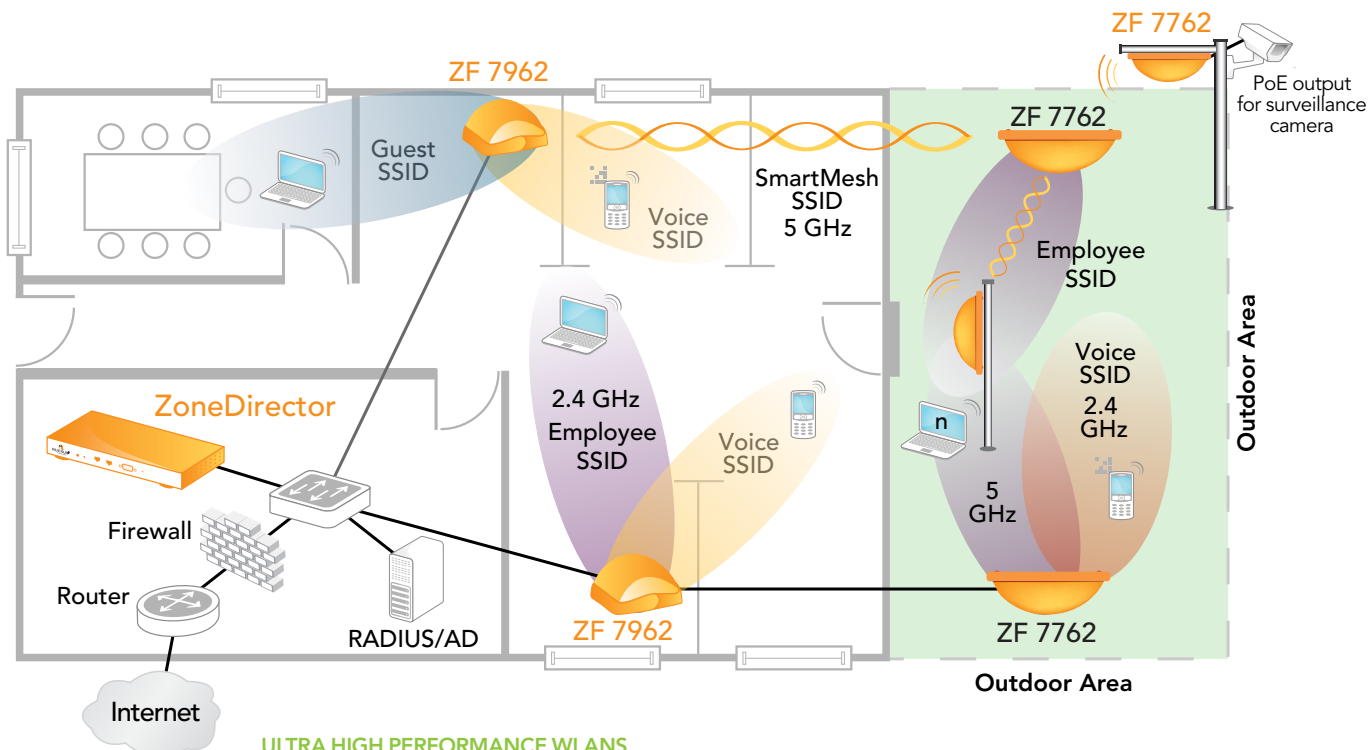 ZF 7762
PoE output
for surveillance
camera
ZF 7962
ZF 7762
Guest
SSID
Voice
SSID
SmartMesh
SSID
5 GHz
Employee
SSID
Outdoor Area
ZoneDirector
2.4 GHz
Employee
SSID
Voice
SSID
Voice
SSID
2.4
GHz
n
5
GHz
Firewall
Router
RADIUS/AD
ZF 7962
ZF 7762
Outdoor Area
Internet
ULTRA HIGH PERFORMANCE WLANS